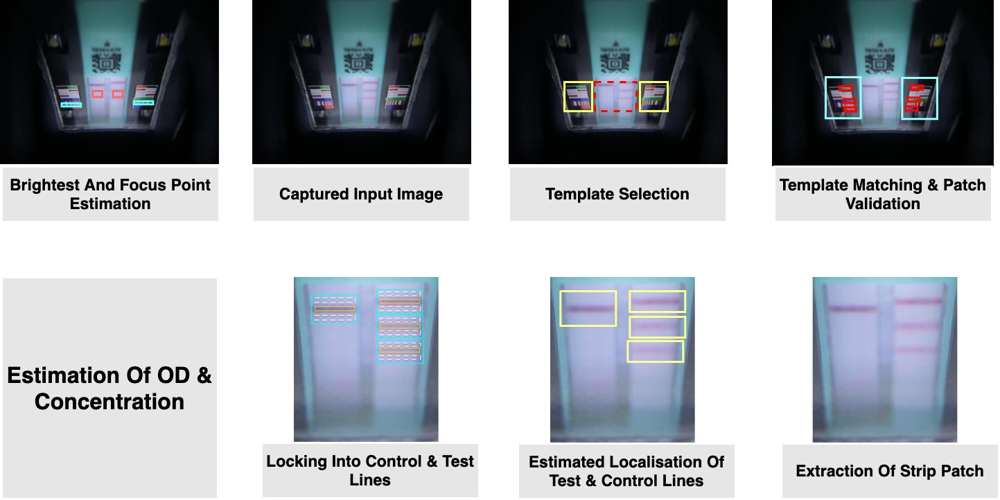 Brightest And Focus Point
Estimation
Captured Input Image
Template Selection
Template Matching & Patch
Validation
Estimation Of OD &
Concentration
Locking Into Control & Test
Lines
Estimated Localisation Of
Test & Control Lines
Extraction Of Strip Patch